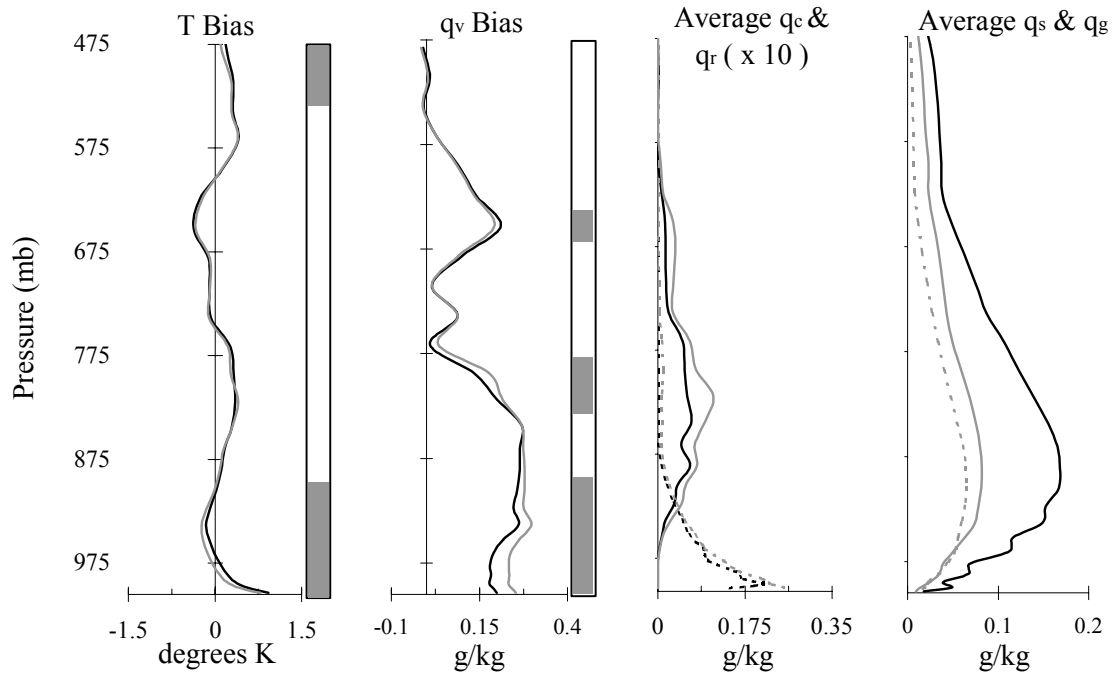 T Bias
qv Bias
Average qc &
qr ( x 10 )
Average qs & qg
Pressure (mb)
475
575
675
775
875
975
-1.5 0 1.5
degrees K
-0.1 0.15 0.4
g/kg
0 0.175 0.35
g/kg
0 0.1 0.2
g/kg